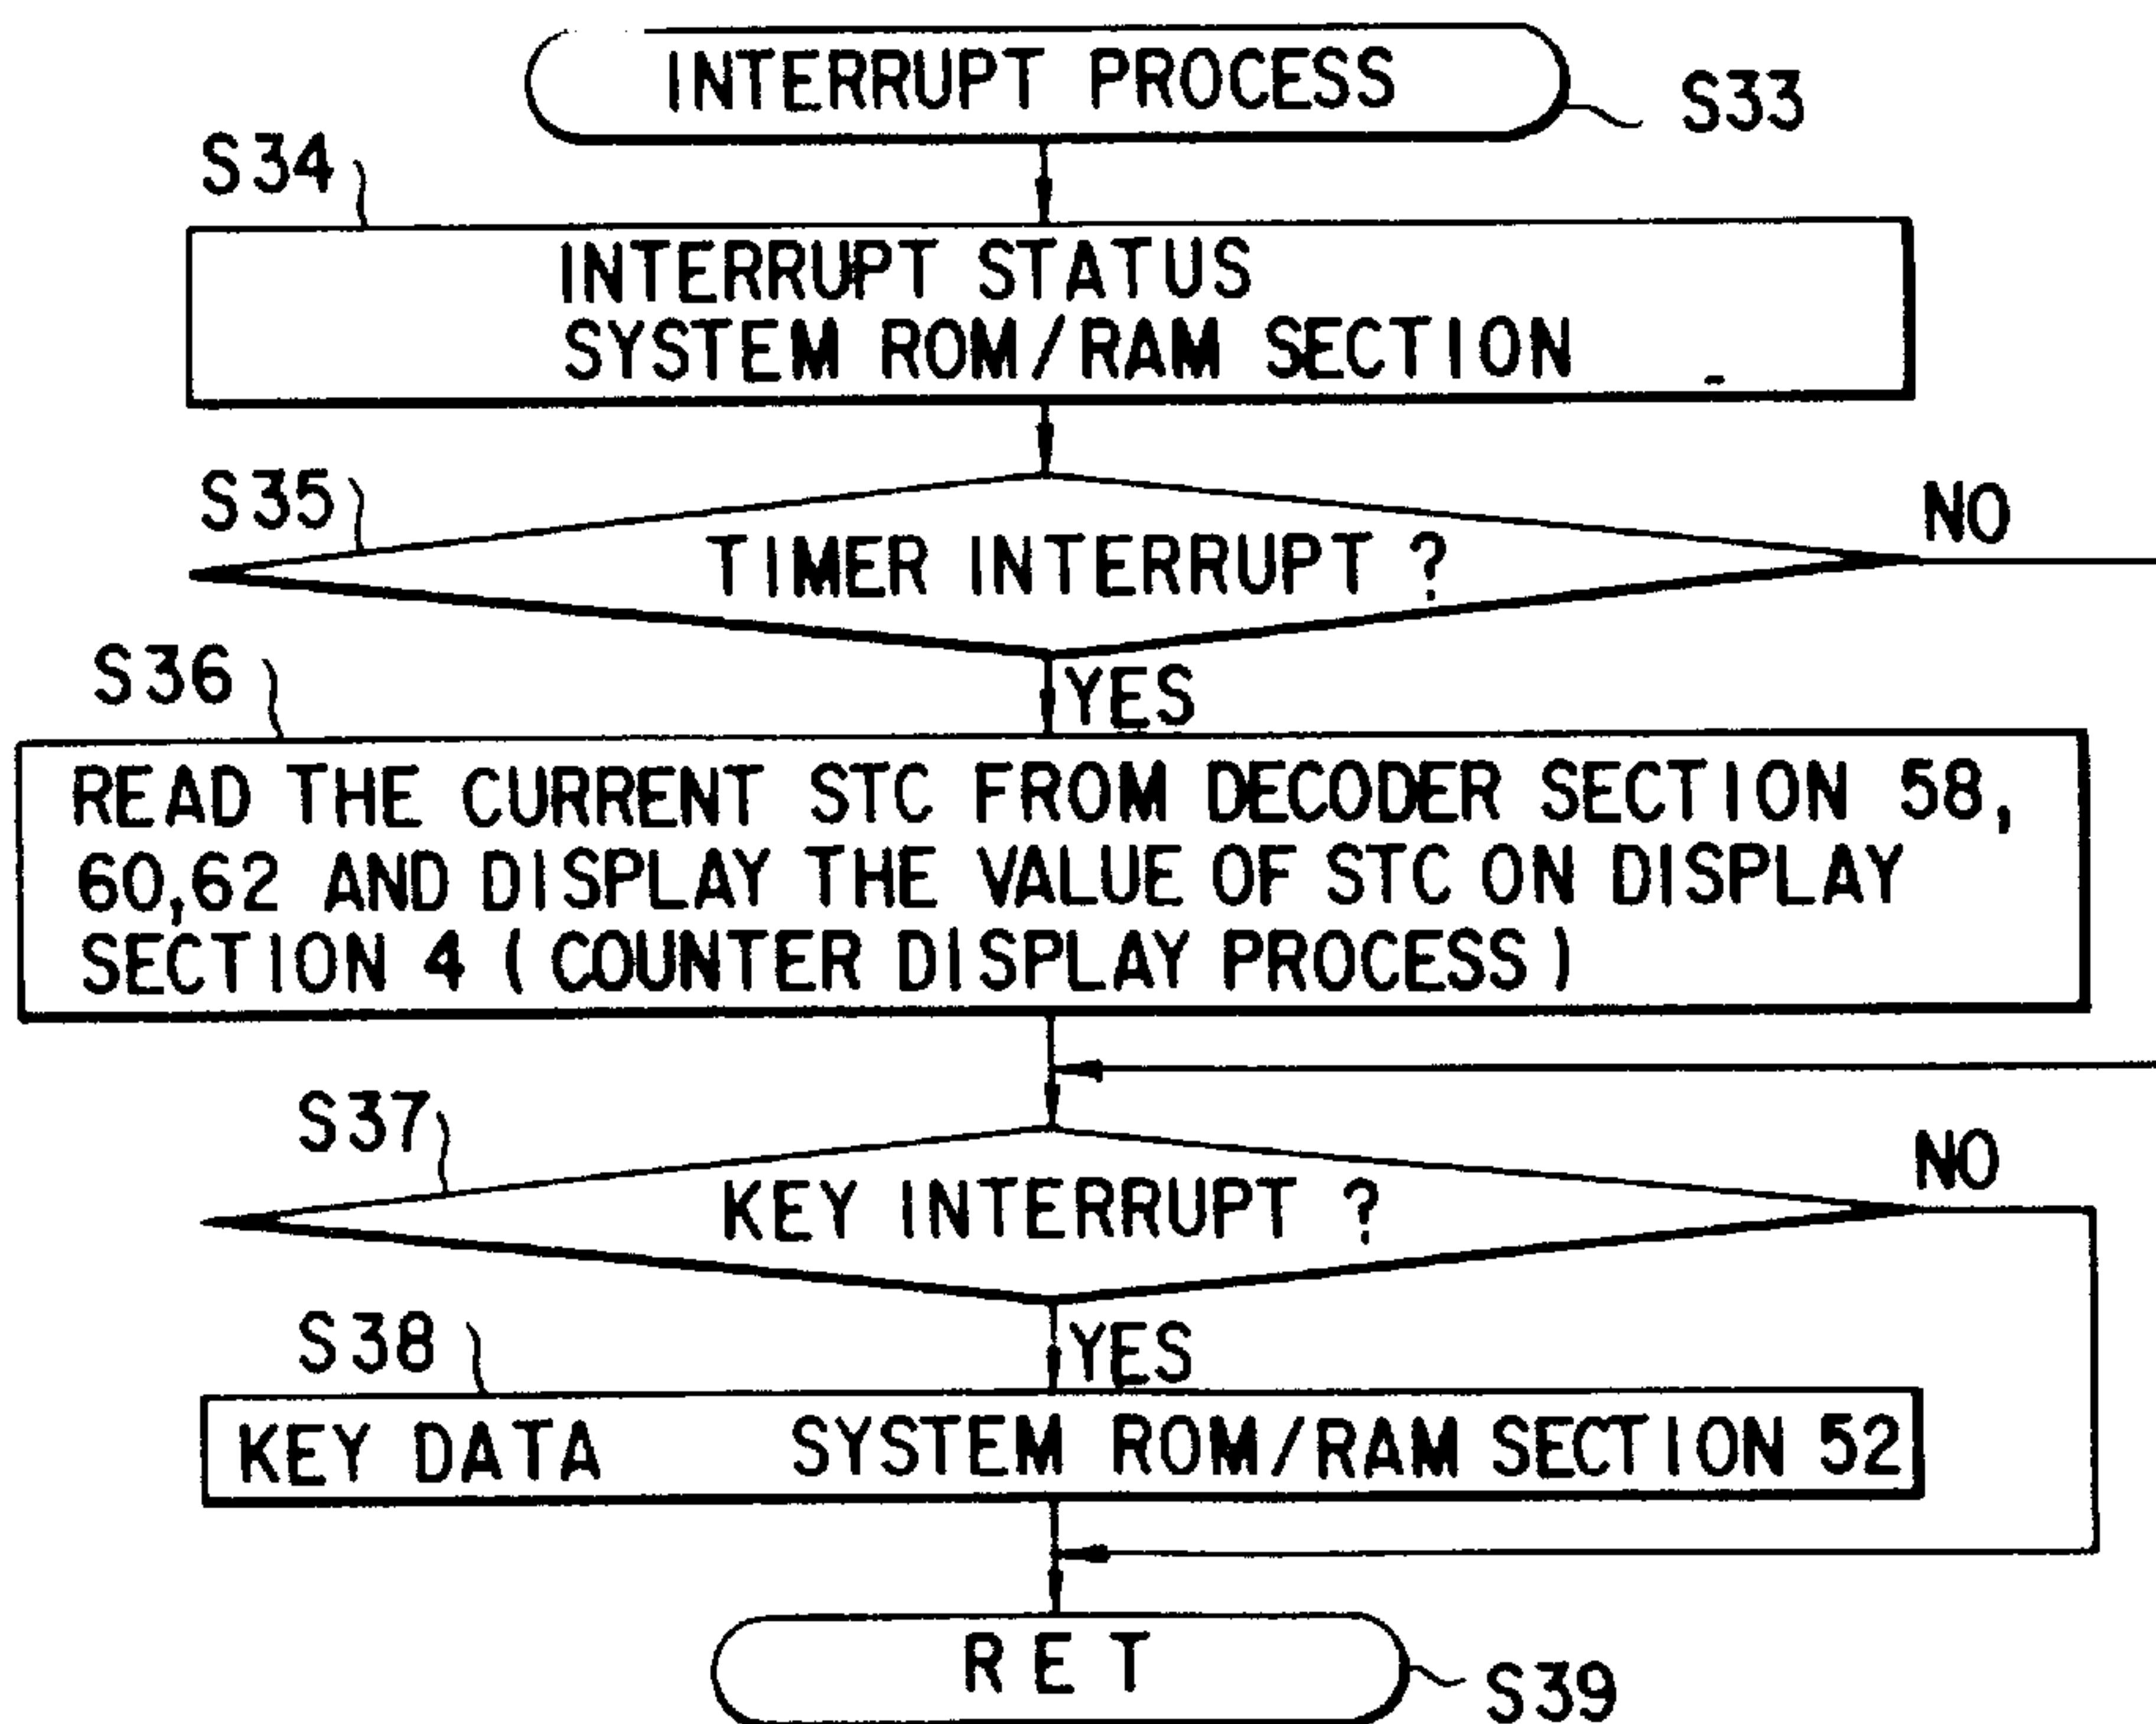 INTERRUPT PROCESS
S33
S34
INTERRUPT STATUS
SYSTEM ROM/RAM SECTION
S35
TIMER INTERRUPT ?
NO
YES
S36
READ THE CURRENT STC FROM DECODER SECTION 58,
60,62 AND DISPLAY THE VALUE OF STC ON DISPLAY
SECTION 4 (COUNTER DISPLAY PROCESS)
S37
KEY INTERRUPT ?
NO
YES
S38
KEY DATA SYSTEM ROM/RAM SECTION 52
RET
S39